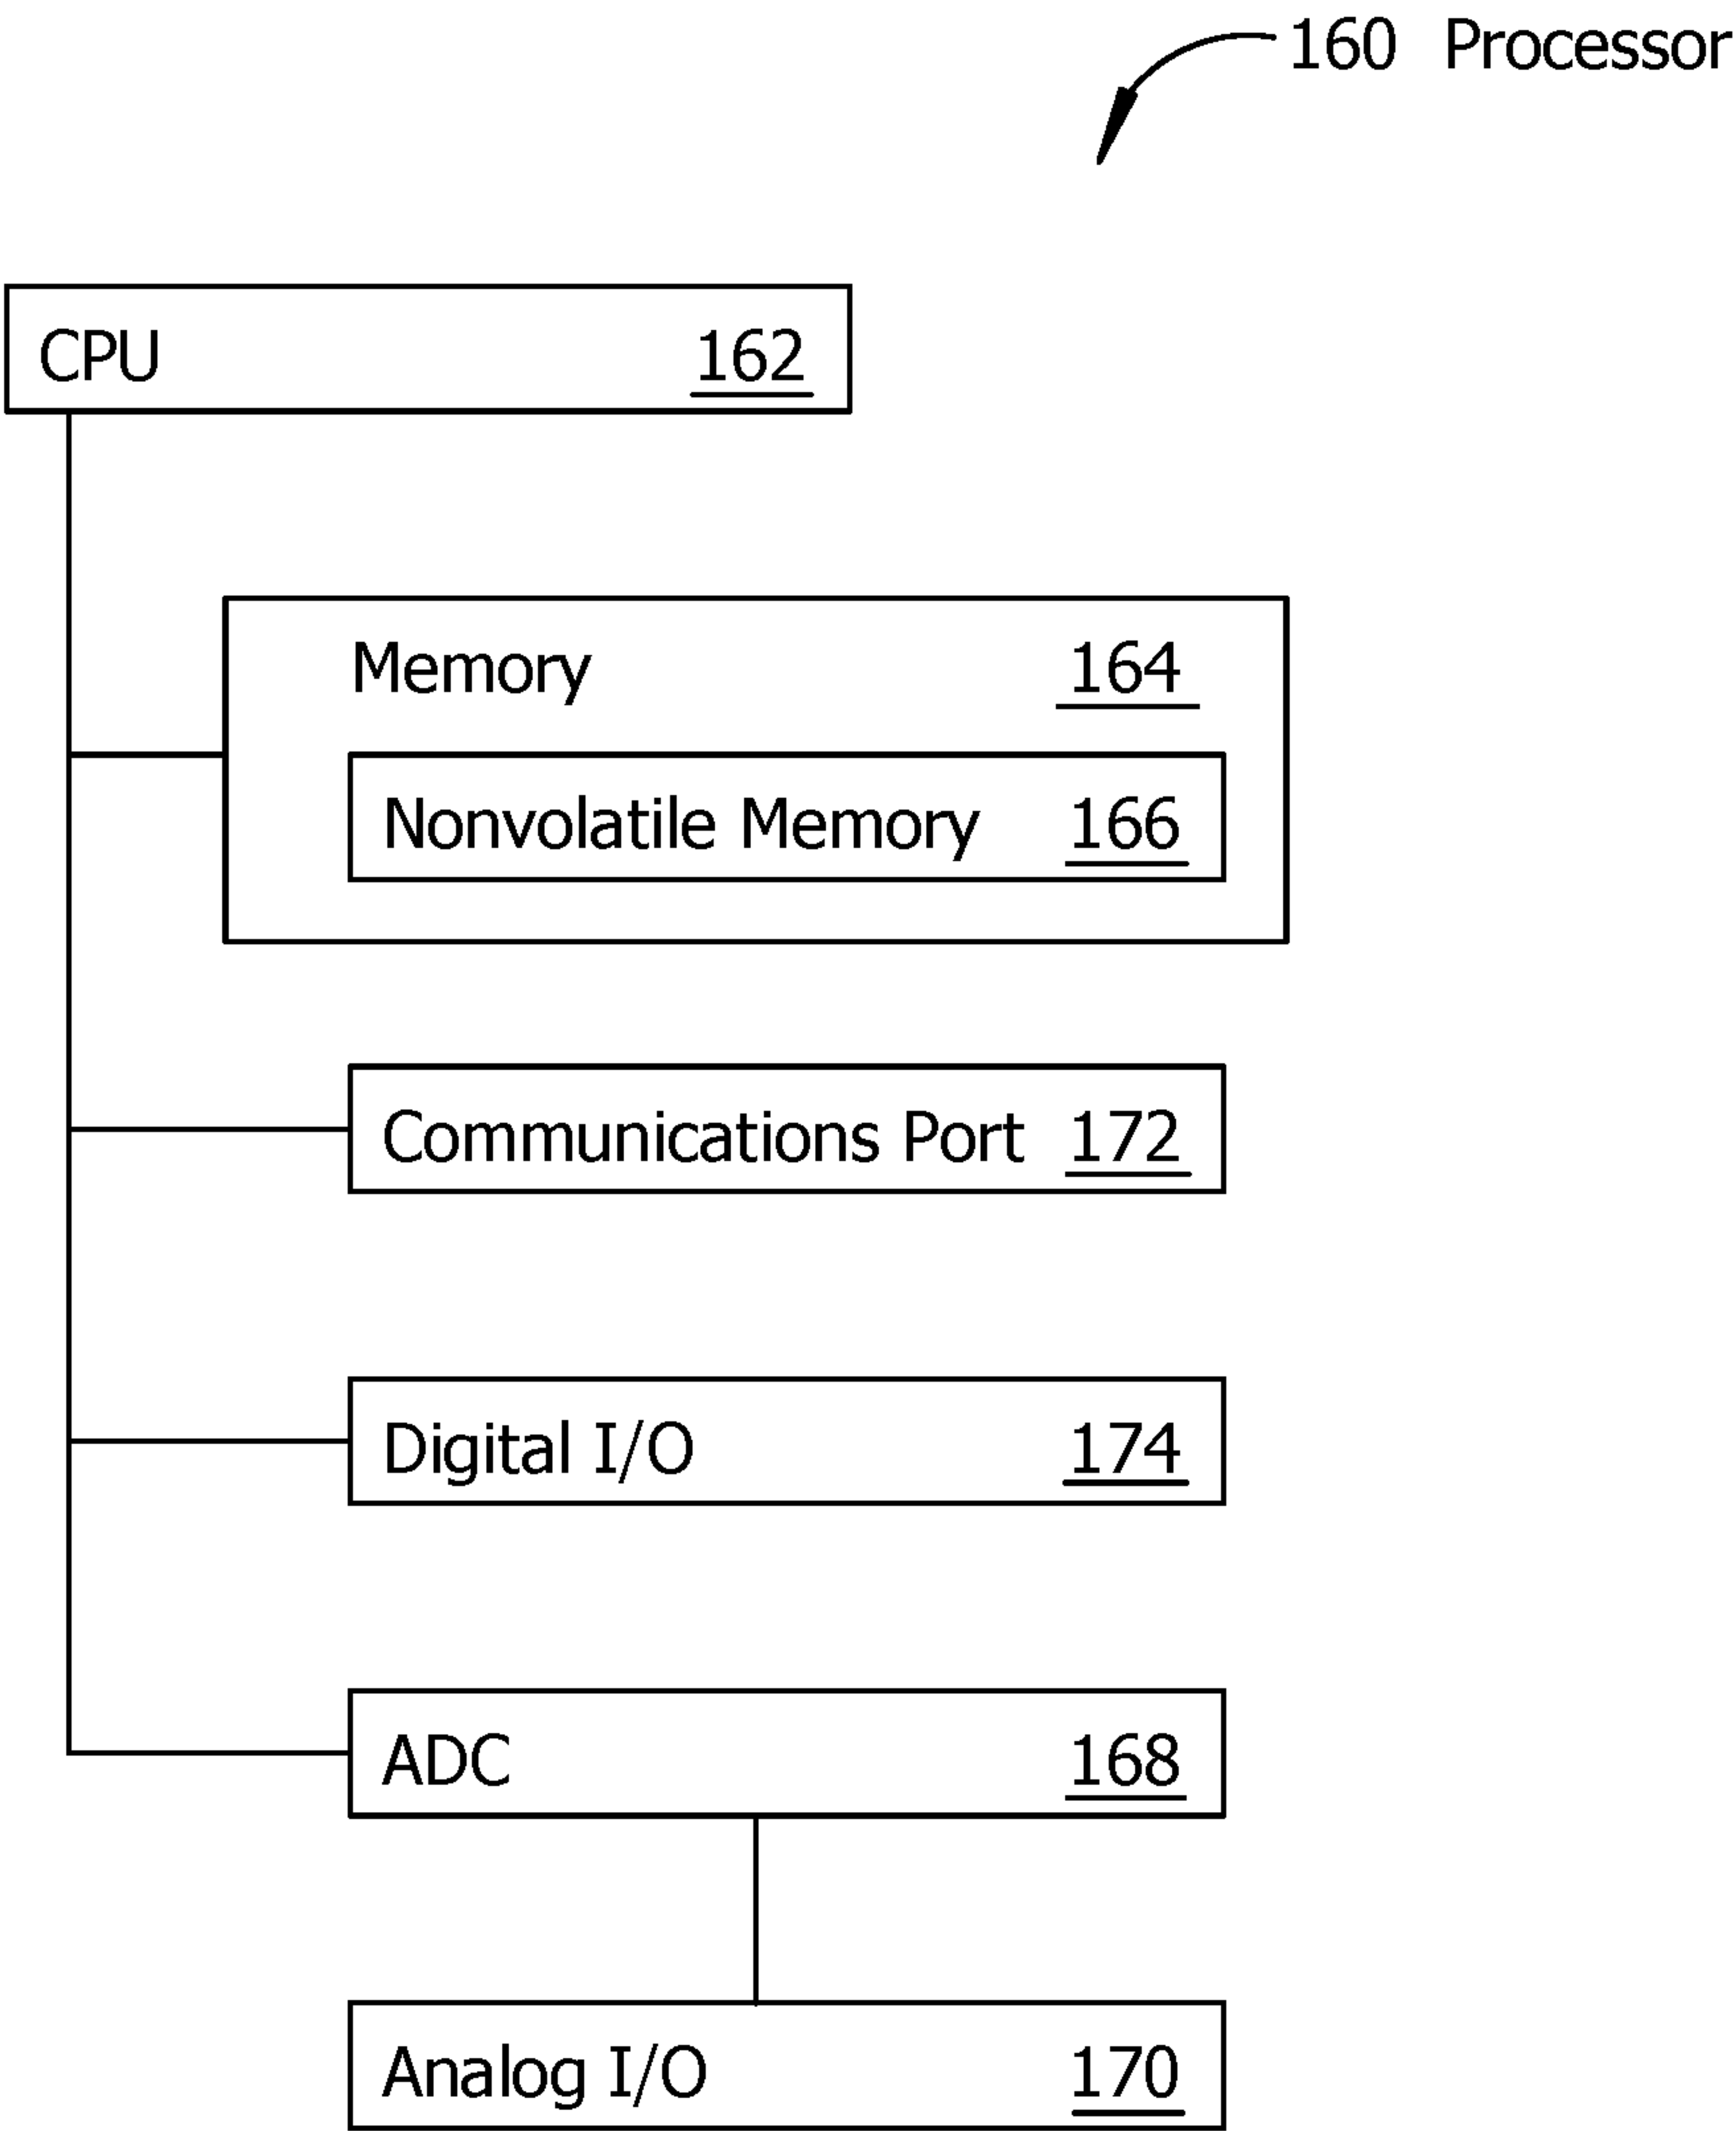 160 Processor
CPU 162
Memory 164
Nonvolatile Memory 166
Communications Port 172
Digital I/O 174
ADC 168
Analog I/O 170